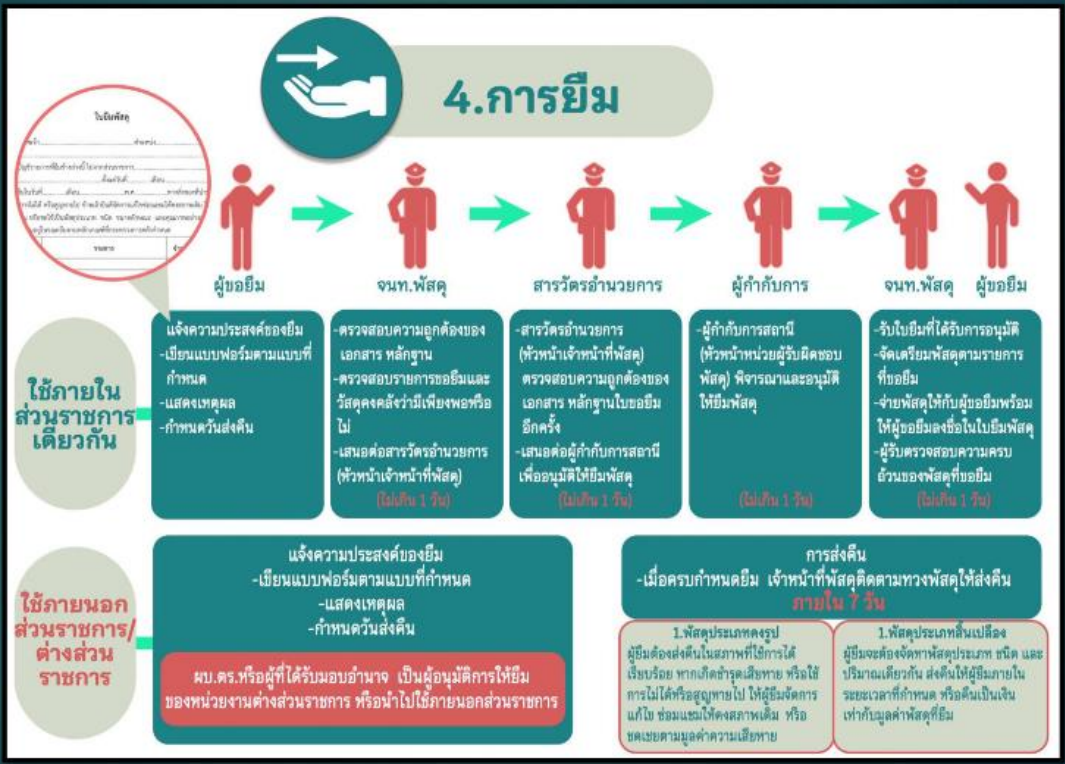 4.การยืม
ใบยืมพัสดุ
รายการ
ผู้ขอยืม
จนท.พัสดุ
สารวัตรอำนวยการ
ผู้กำกับการ
จนท.พัสดุ
ผู้ขอยืม
ใช้ภายใน
ส่วนราชการ
เดียวกัน
แจ้งความประสงค์ของยืม
-เขียนแบบฟอร์มตามแบบที่
กำหนด
-แสดงเหตุผล
-กำหนดวันส่งคืน
-ตรวจสอบความถูกต้องของ
เอกสาร หลักฐาน
-ตรวจสอบรายการขอยืมและ
วัสดุคงคลังว่ามีเพียงพอหรือ
ไม่
-เสนอต่อสารวัตรอำนวยการ
(หัวหน้าเจ้าหน้าที่พัสดุ)
(ไม่เกิน 1 วัน)
-สารวัตรอำนวยการ
(หัวหน้าเจ้าหน้าที่พัสดุ)
ตรวจสอบความถูกต้องของ
เอกสาร หลักฐานใบขอยืม
อีกครั้ง
-เสนอต่อผู้กำกับการสถานี
เพื่ออนุมัติให้ยืมพัสดุ
(ไม่เกิน 1 วัน)
-ผู้กำกับการสถานี
(หัวหน้าหน่วยผู้รับผิดชอบ
พัสดุ) พิจารณาและอนุมัติ
ให้ยืมพัสดุ
(ไม่เกิน 1 วัน)
-รับใบยืมที่ได้รับการอนุมัติ
-จัดเตรียมพัสดุตามรายการ
ที่ขอยืม
-จ่ายพัสดุให้กับผู้ขอยืมพร้อม
ให้ผู้ขอยืมลงชื่อในใบยืมพัสดุ
-ผู้รับตรวจสอบความครบ
ถ้วนของพัสดุที่ขอยืม
(ไม่เกิน 1 วัน)
ใช้ภายนอก
ส่วนราชการ/
ต่างส่วน
ราชการ
แจ้งความประสงค์ของยืม
-เขียนแบบฟอร์มตามแบบที่กำหนด
-แสดงเหตุผล
-กำหนดวันส่งคืน
ผบ.ตร.หรือผู้ที่ได้รับมอบอำนาจ เป็นผู้อนุมัติการให้ยืม
ของหน่วยงานต่างส่วนราชการ หรือนำไปใช้ภายนอกส่วนราชการ
การส่งคืน
-เมื่อครบกำหนดยืม เจ้าหน้าที่พัสดุติดตามทวงพัสดุให้ส่งคืน
ภายใน 7 วัน
1.พัสดุประเภทคงรูป
ผู้ยืมต้องส่งคืนในสภาพที่ใช้การได้
เรียบร้อย หากเกิดชำรุดเสียหาย หรือใช้
การไม่ได้หรือสูญหายไป ให้ผู้ยืมจัดการ
แก้ไข ซ่อมแซมให้คงสภาพเดิม หรือ
ชดเชยตามมูลค่าความเสียหาย
1.พัสดุประเภทสิ้นเปลือง
ผู้ยืมจะต้องจัดหาพัสดุประเภท ชนิด และ
ปริมาณเดียวกัน ส่งคืนให้ผู้ยืมภายใน
ระยะเวลาที่กำหนด หรือคืนเป็นเงิน
เท่ากับมูลค่าพัสดุที่ยืม